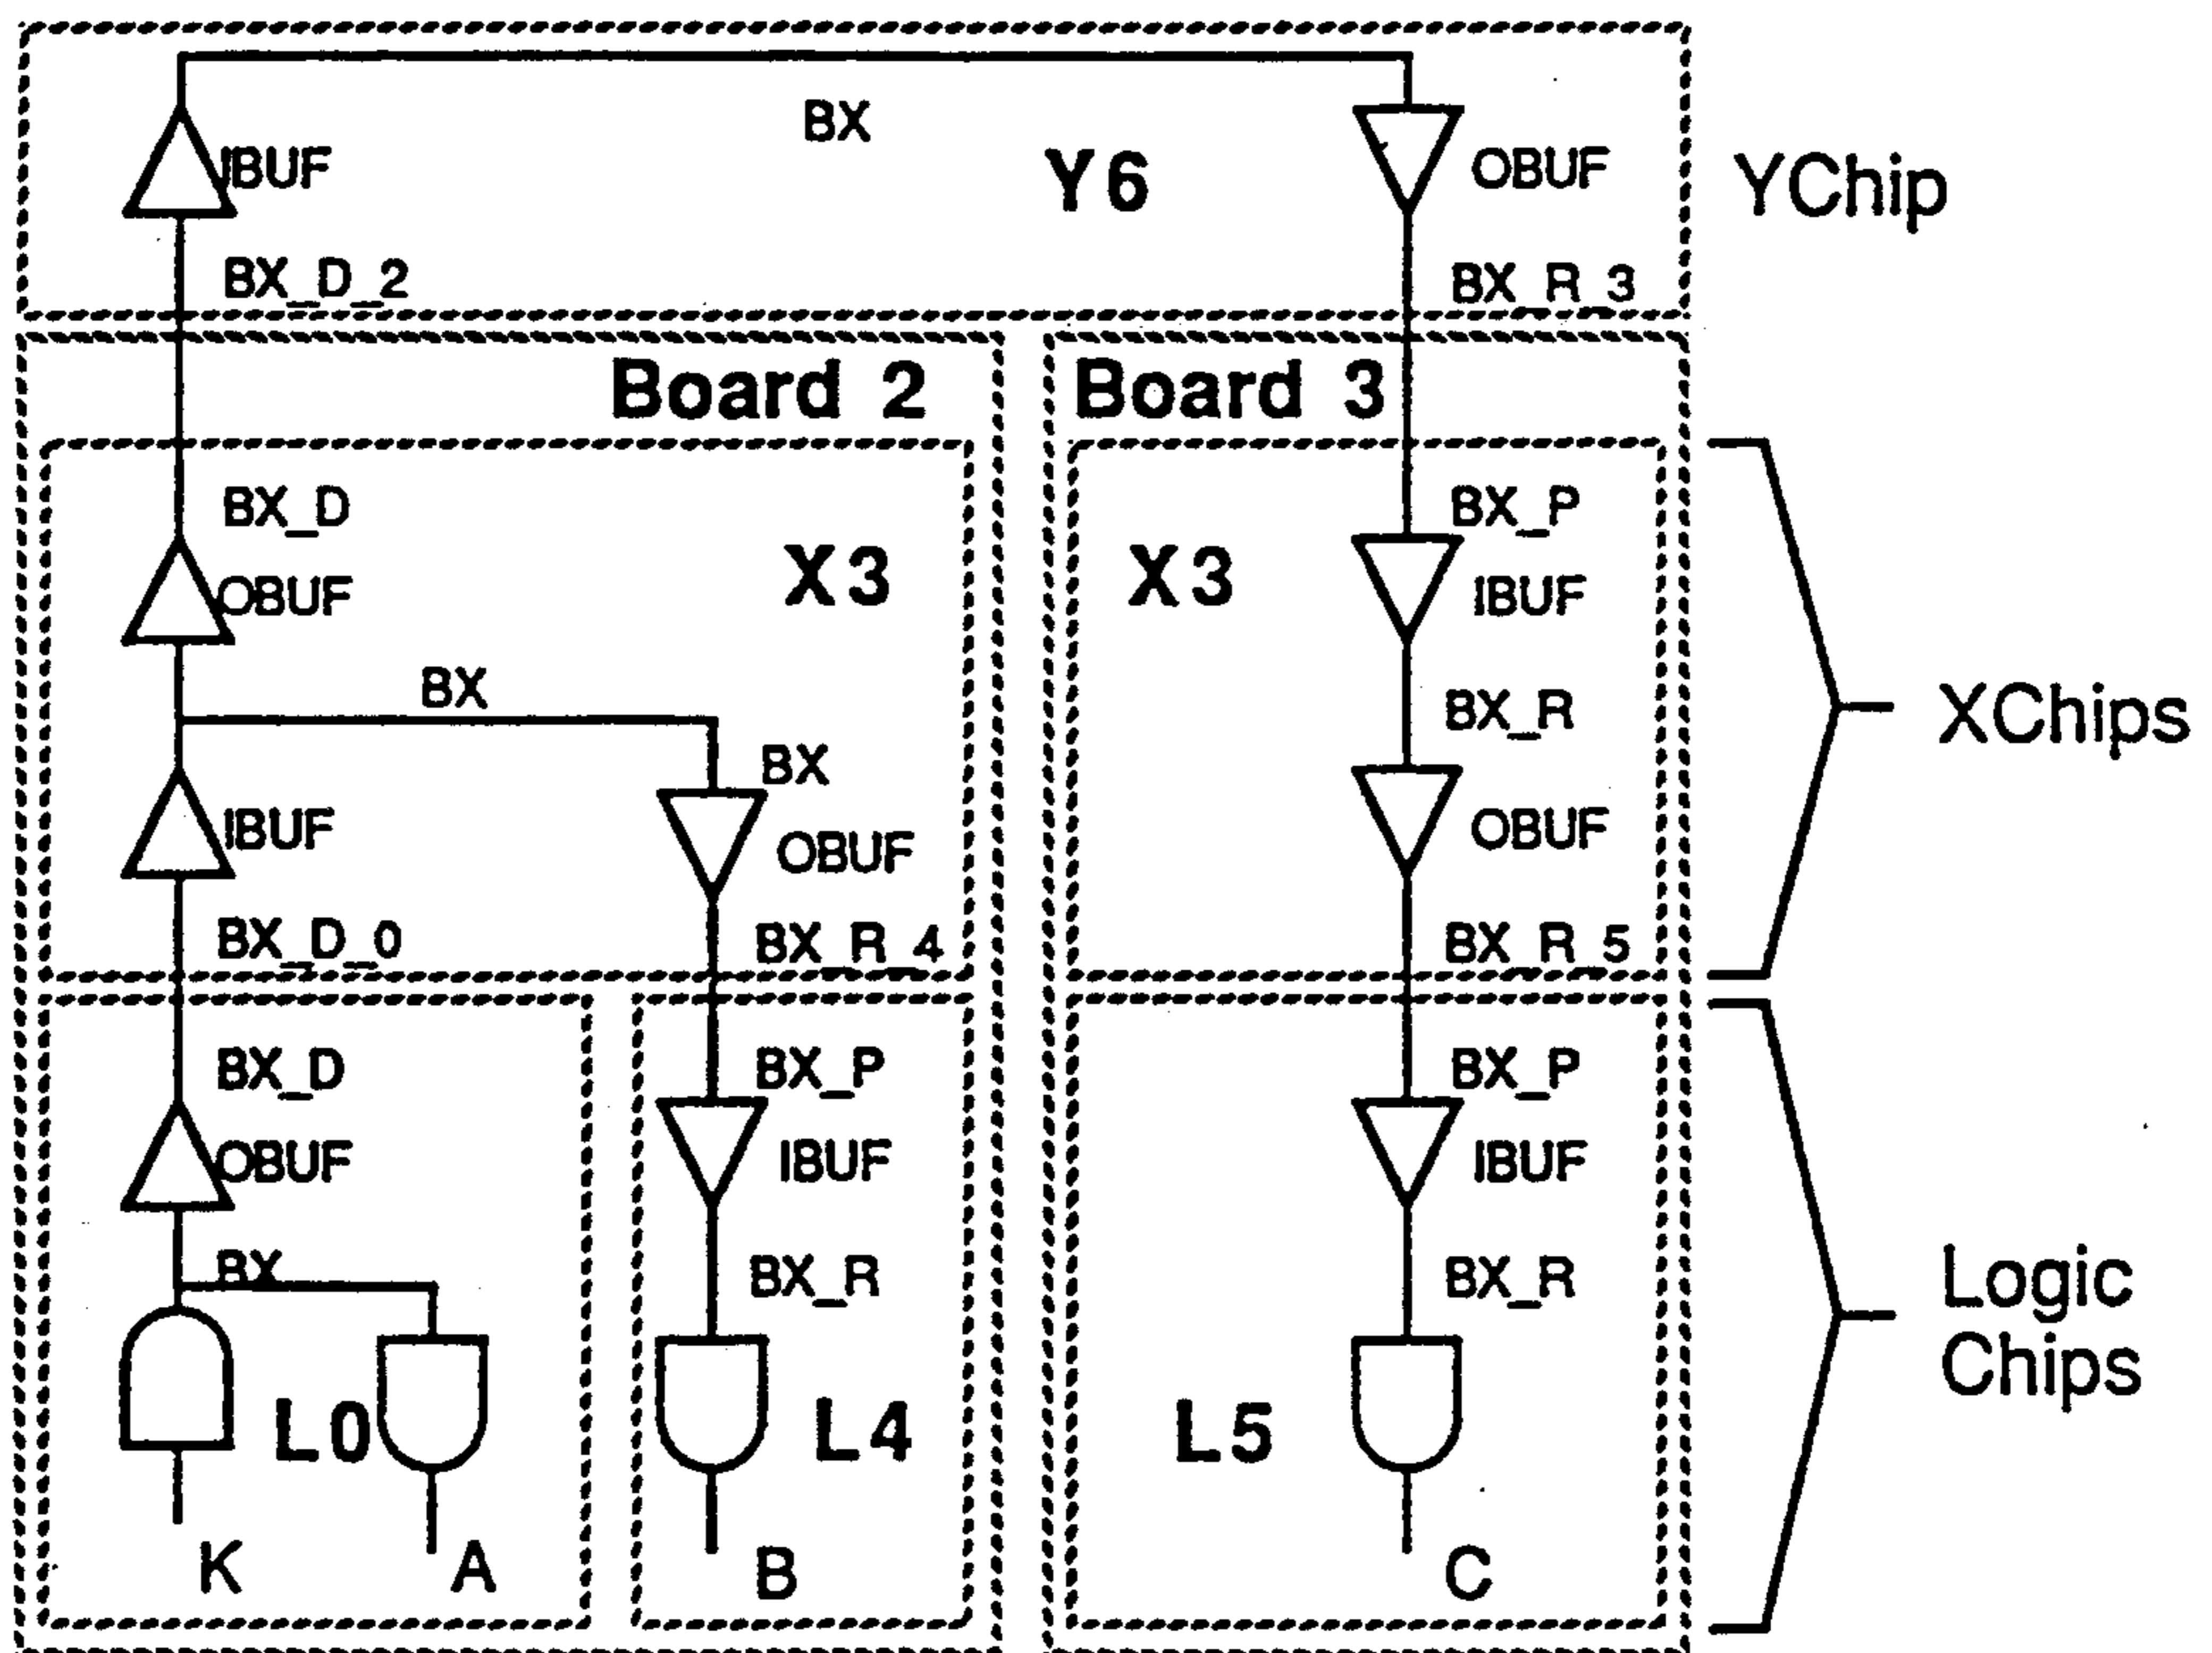 BX
IBUF
Y6
OBUF
YChip
BX_D_2
BX_R_3
Board 2
Board 3
BX_D
BX_P
X3
X3
OBUF
IBUF
BX
BX_R
XChips
BX
IBUF
OBUF
OBUF
BX_D_0
BX_R_4
BX_R_5
BX_D
BX_P
BX_P
OBUF
IBUF
IBUF
BX
BX_R
BX_R
Logic
Chips
L0
L4
L5
K
A
B
C